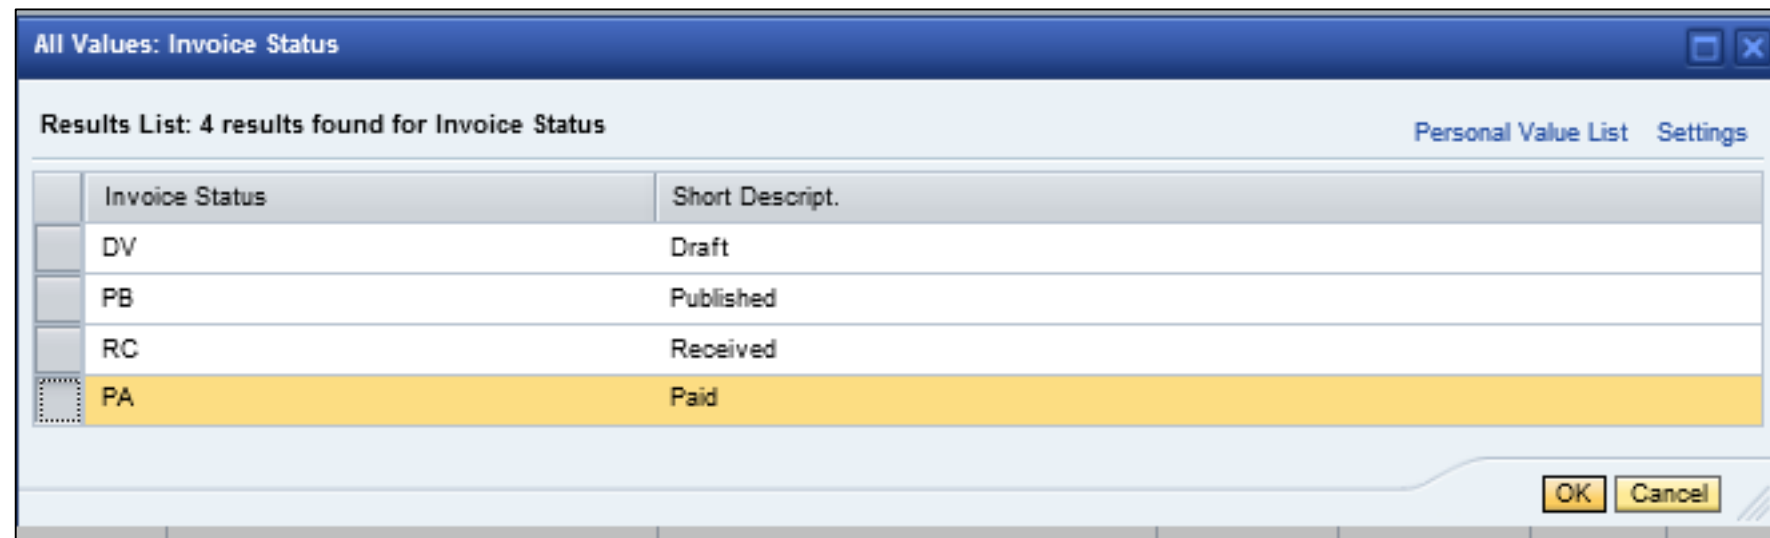 All Values: Invoice Status
Results List: 4 results found for Invoice Status
Personal Value List Settings
Invoice Status Short Descript.
DV Draft
PB Published
RC Received
PA Paid
OK Cancel